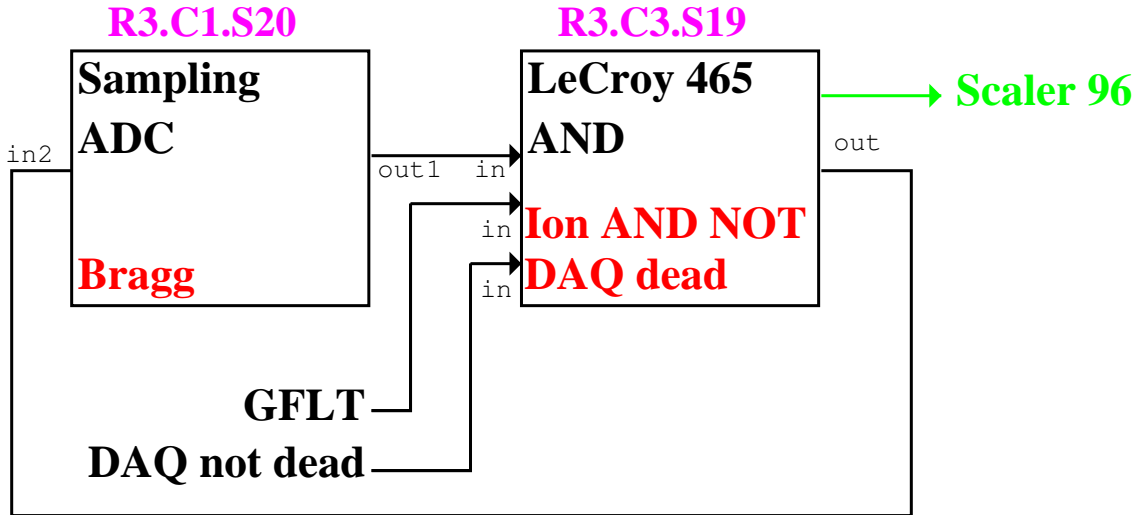 R3.C1.S20
R3.C3.S19
Sampling
ADC
Bragg
LeCroy 465
AND
Ion AND NOT
DAQ dead
Scaler 96
in2
out1
in
in
in
out
GFLT
DAQ not dead